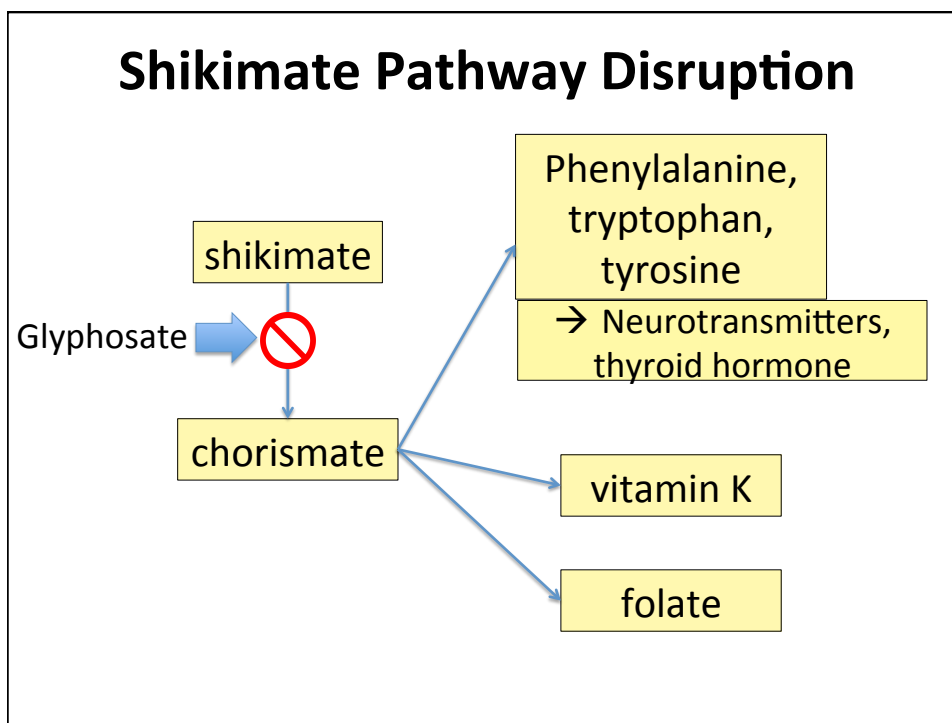 Shikimate Pathway Disruption
Phenylalanine,
tryptophan,
tyrosine
→ Neurotransmitters,
thyroid hormone
shikimate
Glyphosate
chorismate
vitamin K
folate